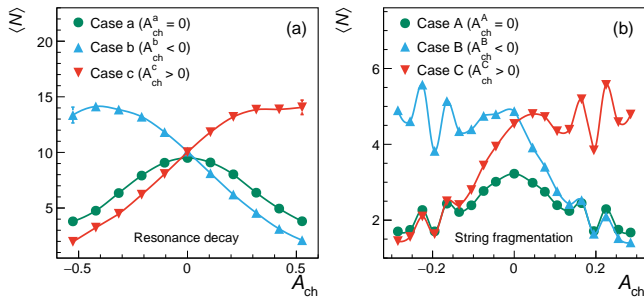 ⟨N⟩
20
15
10
5
Case a (A^a_ch = 0)
Case b (A^b_ch < 0)
Case c (A^c_ch > 0)
(a)
Resonance decay
−0.5
0
0.5
A_ch
⟨N⟩
6
4
2
Case A (A^A_ch = 0)
Case B (A^B_ch < 0)
Case C (A^C_ch > 0)
(b)
String fragmentation
−0.2
0
0.2
A_ch